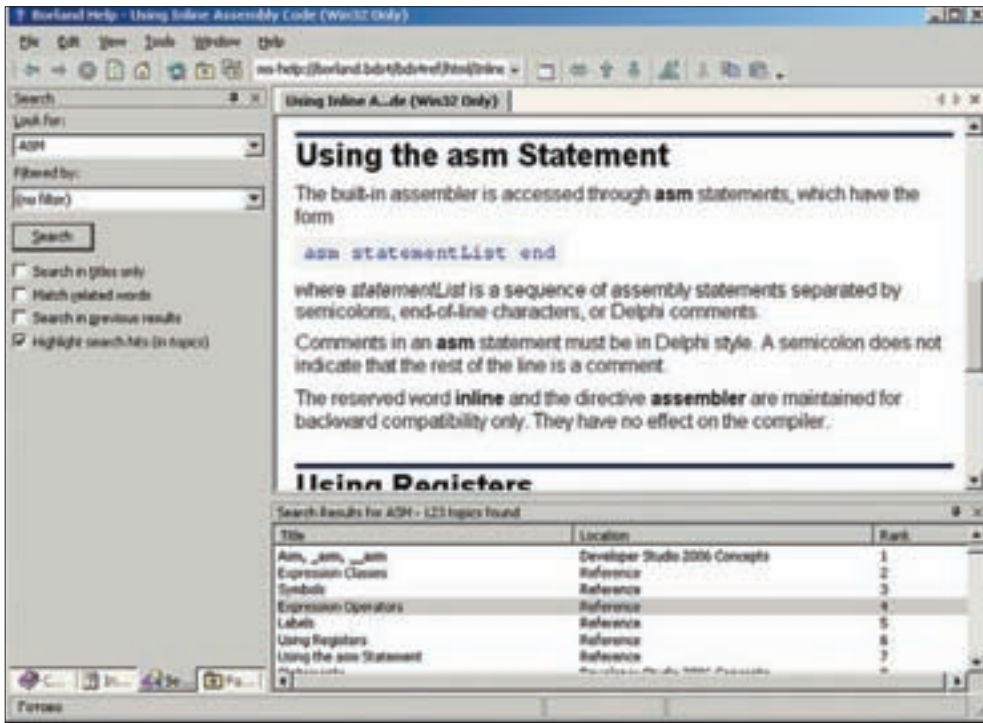 Borland Help - Using Inline Assembly Code (Win32 Only)
File Edit View Tools Window Help
Search
Look for:
ASM
Filtered by:
(no filter)
Search
Search in titles only
Match related words
Search in previous results
Highlight search hits (in topics)
Using Inline A...de (Win32 Only)
Using the asm Statement
The built-in assembler is accessed through asm statements, which have the
form
asm statementList end
where statementList is a sequence of assembly statements separated by
semicolons, end-of-line characters, or Delphi comments.
Comments in an asm statement must be in Delphi style. A semicolon does not
indicate that the rest of the line is a comment.
The reserved word inline and the directive assembler are maintained for
backward compatibility only. They have no effect on the compiler.
Using Registers
Search Results for ASM - 123 topics found
Title Location Rank
Asm, _asm, __asm Developer Studio 2006 Concepts 1
Expression Classes Reference 2
Symbols Reference 3
Expression Operators Reference 4
Labels Reference 5
Using Registers Reference 6
Using the asm Statement Reference 7
C... In... Se... Fa...
Готово